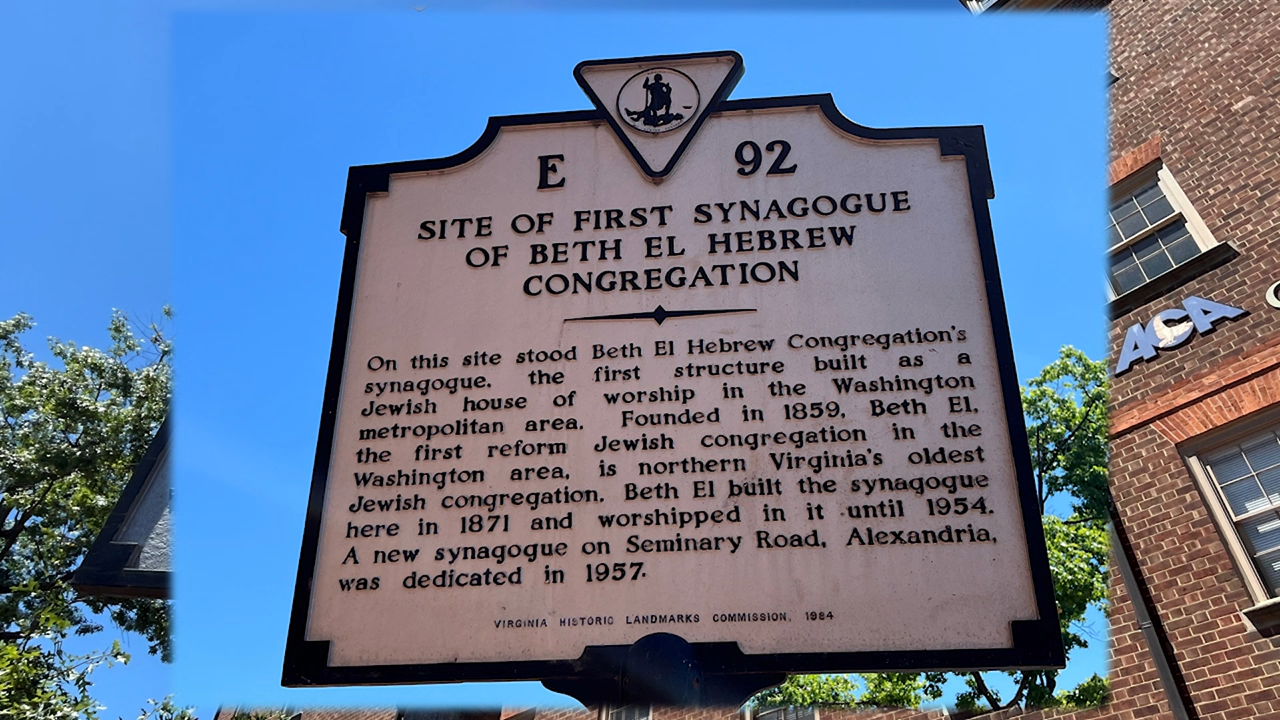 E 92
SITE OF FIRST SYNAGOGUE
OF BETH EL HEBREW
CONGREGATION
On this site stood Beth El Hebrew Congregation's
synagogue, the first structure built as a
Jewish house of worship in the Washington
metropolitan area. Founded in 1859, Beth El,
the first reform Jewish congregation in the
Washington area, is northern Virginia's oldest
Jewish congregation. Beth El built the synagogue
here in 1871 and worshipped in it until 1954.
A new synagogue on Seminary Road, Alexandria,
was dedicated in 1957.
VIRGINIA HISTORIC LANDMARKS COMMISSION, 1984
ACA